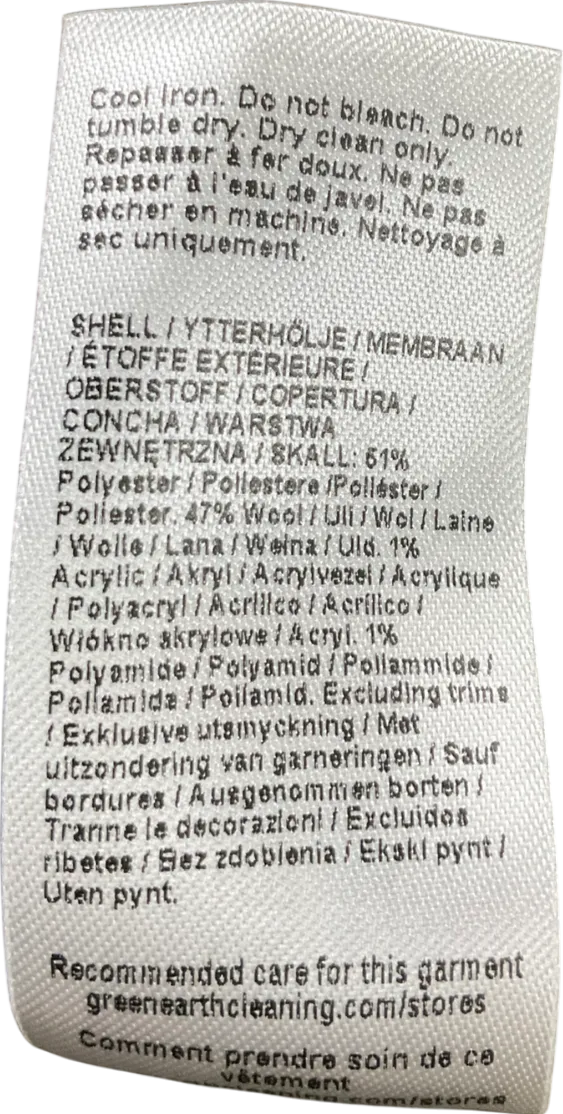 Cool iron. Do not bleach. Do not
tumble dry. Dry clean only.
Repasser à fer doux. Ne pas
passer à l'eau de javel. Ne pas
sécher en machine. Nettoyage à
sec uniquement.
SHELL / YTTERHÖLJE / MEMBRAAN
/ ÉTOFFE EXTÉRIEURE /
OBERSTOFF / COPERTURA /
CONCHA / WARSTWA
ZEWNĘTRZNA / SKALL: 51%
Polyester / Poliestere /Poliéster /
Poliester. 47% Wool / Ull / Wol / Laine
/ Wolle / Lana / Wełna / Uld. 1%
Acrylic / Akryl / Acrylvezel / Acrylique
/ Polyacryl / Acrilico / Acrílico /
Włókno akrylowe / Acryl. 1%
Polyamide / Polyamid / Poliammide /
Poliamida / Poliamid. Excluding trims
/ Exklusive utsmyckning / Met
uitzondering van garneringen / Sauf
bordures / Ausgenommen borten /
Tranne le decorazioni / Excluidos
ribetes / Bez zdobienia / Ekskl pynt /
Uten pynt.
Recommended care for this garment
greenearthcleaning.com/stores
Comment prendre soin de ce
vêtement